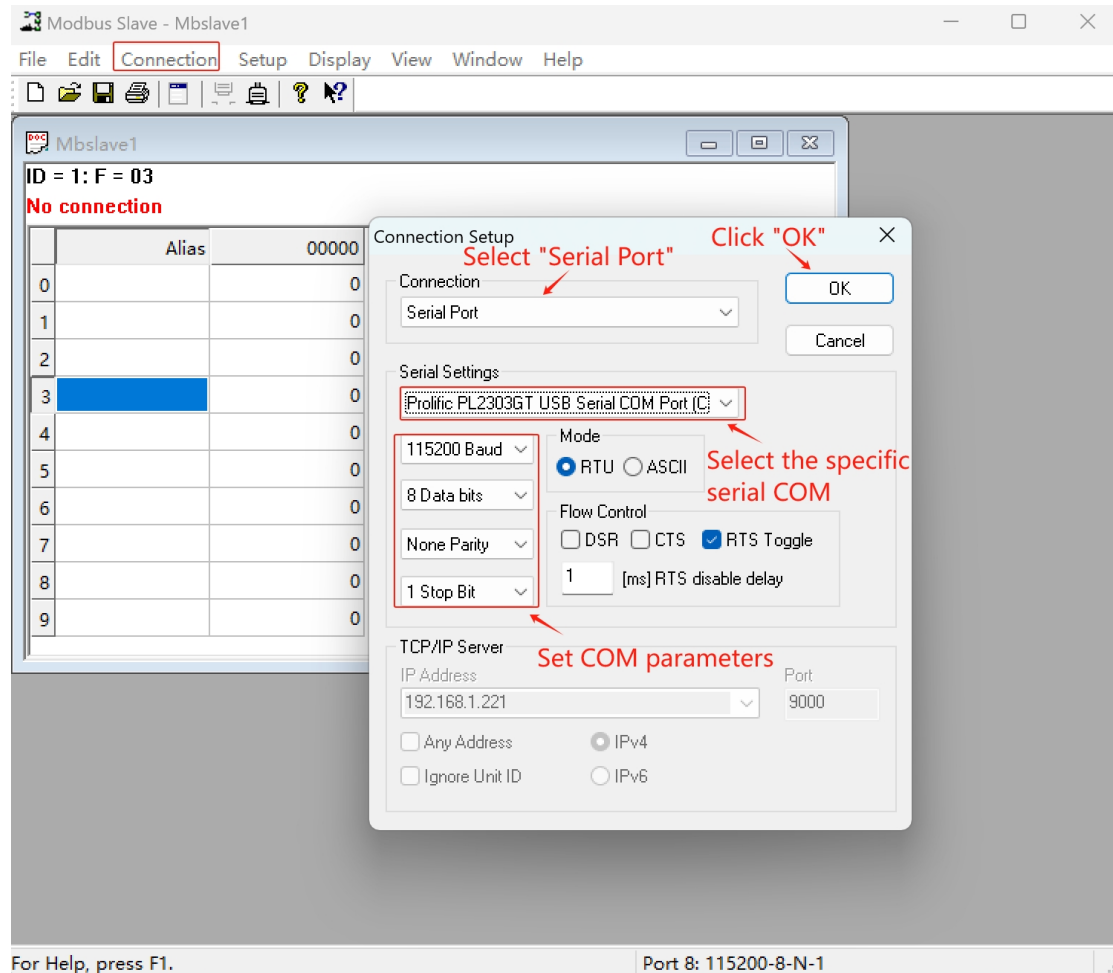 Modbus Slave - Mbslave1
File Edit Connection Setup Display View Window Help
Mbslave1
ID = 1: F = 03
No connection
Alias 00000
0 0
1 0
2 0
3 0
4 0
5 0
6 0
7 0
8 0
9 0
Connection Setup
Click "OK"
Select "Serial Port"
Connection
Serial Port
OK
Cancel
Serial Settings
Prolific PL2303GT USB Serial COM Port (C
115200 Baud
8 Data bits
None Parity
1 Stop Bit
Mode
RTU ASCII
Select the specific
serial COM
Flow Control
DSR CTS RTS Toggle
1 [ms] RTS disable delay
Set COM parameters
TCP/IP Server
IP Address Port
192.168.1.221 9000
Any Address IPv4
Ignore Unit ID IPv6
For Help, press F1. Port 8: 115200-8-N-1